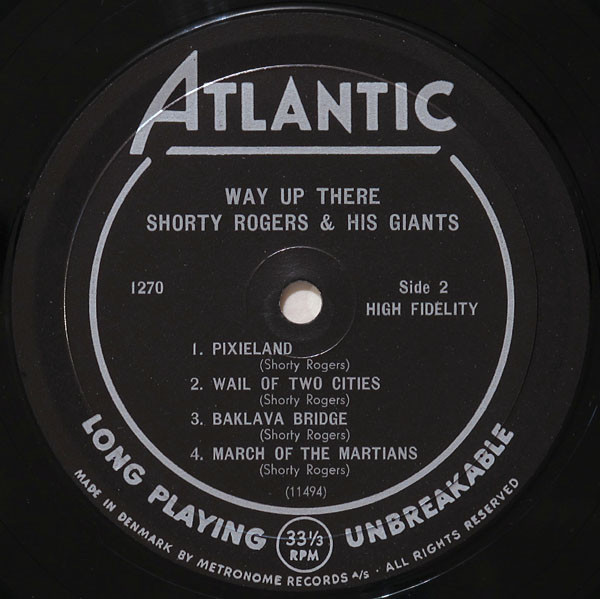 ATLANTIC
WAY UP THERE
SHORTY ROGERS & HIS GIANTS
1270
Side 2
HIGH FIDELITY
1. PIXIELAND
(Shorty Rogers)
2. WAIL OF TWO CITIES
(Shorty Rogers)
3. BAKLAVA BRIDGE
(Shorty Rogers)
4. MARCH OF THE MARTIANS
(Shorty Rogers)
(11494)
LONG PLAYING 33 1/3 RPM UNBREAKABLE
MADE IN DENMARK BY METRONOME RECORDS A/S · ALL RIGHTS RESERVED